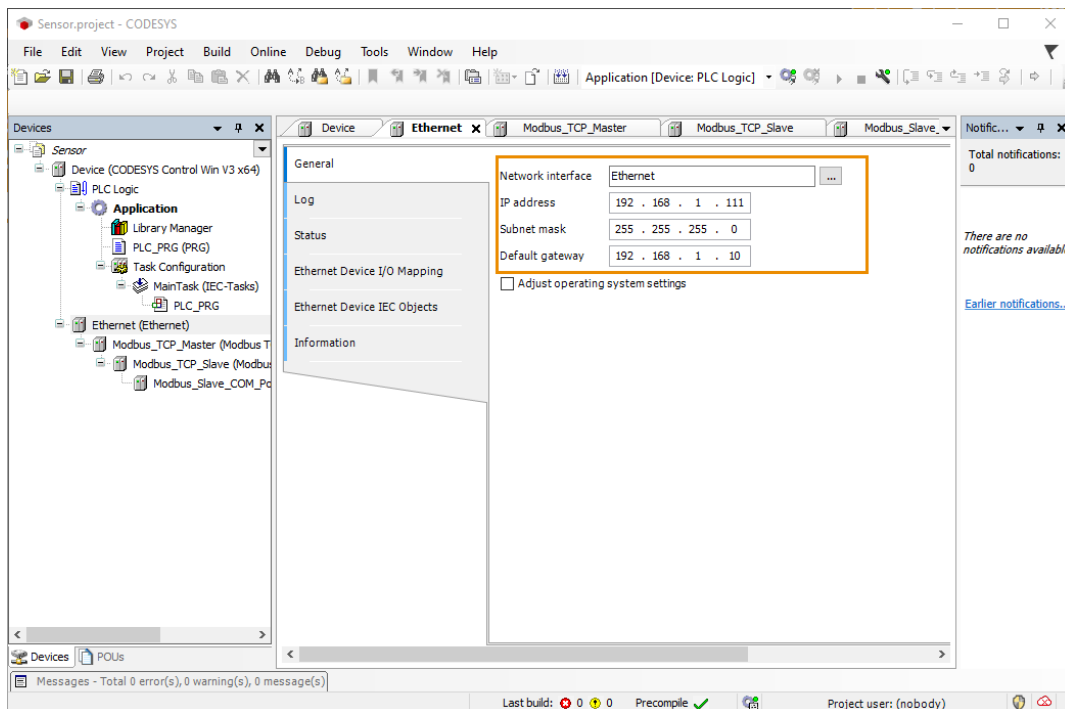 Sensor.project - CODESYS
File Edit View Project Build Online Debug Tools Window Help
Application [Device: PLC Logic]
Devices
Sensor
Device (CODESYS Control Win V3 x64)
PLC Logic
Application
Library Manager
PLC_PRG (PRG)
Task Configuration
MainTask (IEC-Tasks)
PLC_PRG
Ethernet (Ethernet)
Modbus_TCP_Master (Modbus T
Modbus_TCP_Slave (Modbu
Modbus_Slave_COM_Po
Devices POUs
Device Ethernet Modbus_TCP_Master Modbus_TCP_Slave Modbus_Slave_
General
Log
Status
Ethernet Device I/O Mapping
Ethernet Device IEC Objects
Information
Network interface Ethernet ...
IP address 192 . 168 . 1 . 111
Subnet mask 255 . 255 . 255 . 0
Default gateway 192 . 168 . 1 . 10
Adjust operating system settings
Notific...
Total notifications:
0
There are no
notifications availabl
Earlier notifications..
Messages - Total 0 error(s), 0 warning(s), 0 message(s)
Last build: 0 0 Precompile Project user: (nobody)